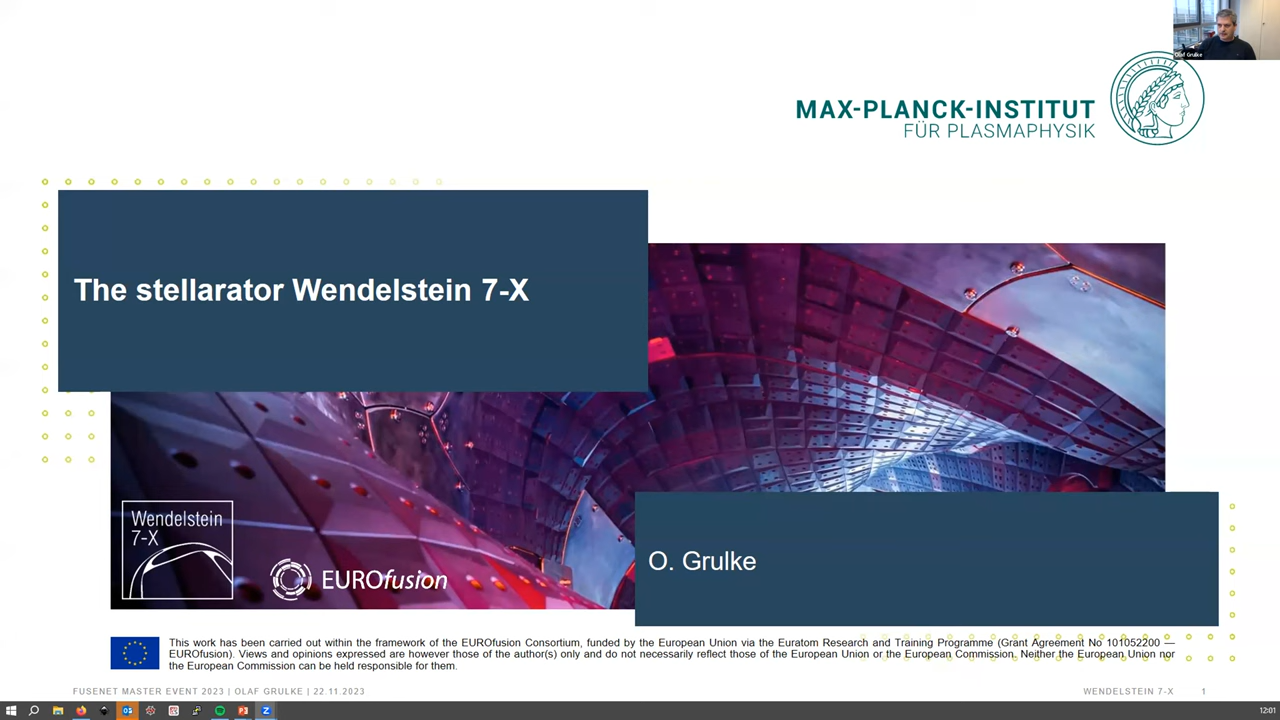 Olaf Grulke
MAX-PLANCK-INSTITUT
FÜR PLASMAPHYSIK
The stellarator Wendelstein 7-X
Wendelstein
7-X
EUROfusion
O. Grulke
This work has been carried out within the framework of the EUROfusion Consortium, funded by the European Union via the Euratom Research and Training Programme (Grant Agreement No 101052200 —
EUROfusion). Views and opinions expressed are however those of the author(s) only and do not necessarily reflect those of the European Union or the European Commission. Neither the European Union nor
the European Commission can be held responsible for them.
FUSENET MASTER EVENT 2023 | OLAF GRULKE | 22.11.2023
WENDELSTEIN 7-X 1
12:01